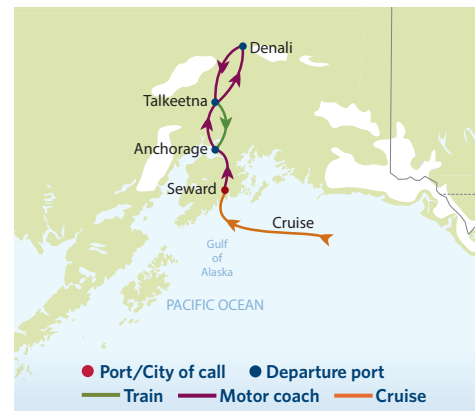 Denali
Talkeetna
Anchorage
Seward
Cruise
Gulf
of
Alaska
PACIFIC OCEAN
Port/City of call
Departure port
Train
Motor coach
Cruise